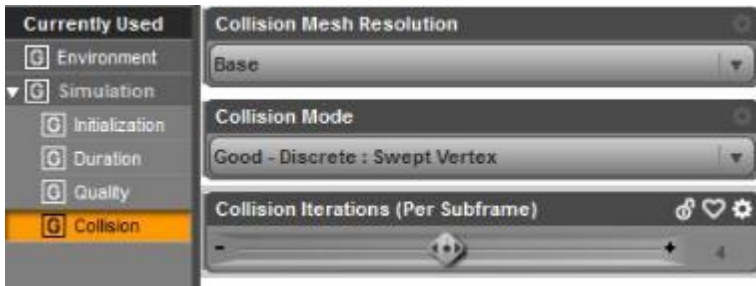 Currently Used
G Environment
G Simulation
G Initialization
G Duration
G Quality
G Collision
Collision Mesh Resolution
Base
Collision Mode
Good - Discrete : Swept Vertex
Collision Iterations (Per Subframe)
- + 4